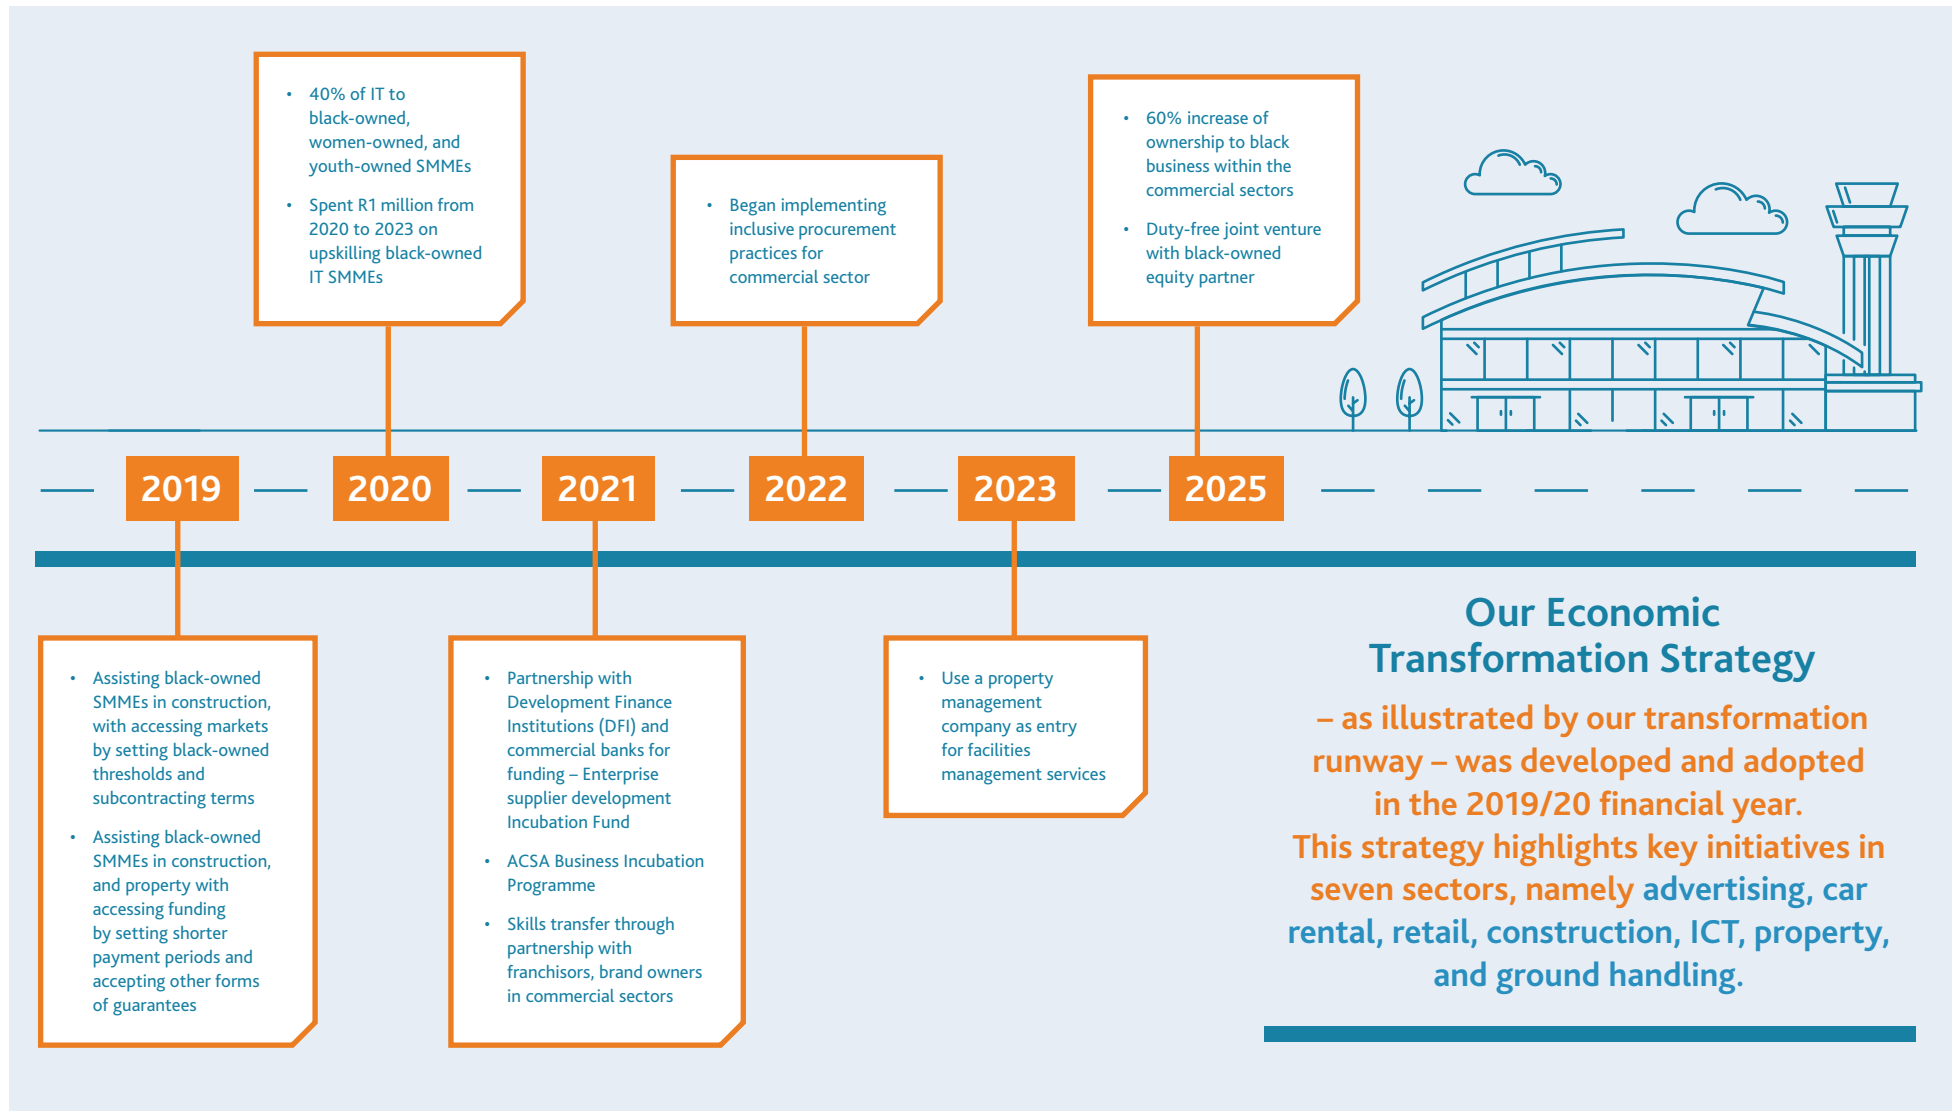 • 40% of IT to
black-owned,
women-owned, and
youth-owned SMMEs
• Spent R1 million from
2020 to 2023 on
upskilling black-owned
IT SMMEs
• Began implementing
inclusive procurement
practices for
commercial sector
• 60% increase of
ownership to black
business within the
commercial sectors
• Duty-free joint venture
with black-owned
equity partner
2019
2020
2021
2022
2023
2025
• Assisting black-owned
SMMEs in construction,
with accessing markets
by setting black-owned
thresholds and
subcontracting terms
• Assisting black-owned
SMMEs in construction,
and property with
accessing funding
by setting shorter
payment periods and
accepting other forms
of guarantees
• Partnership with
Development Finance
Institutions (DFI) and
commercial banks for
funding – Enterprise
supplier development
Incubation Fund
• ACSA Business Incubation
Programme
• Skills transfer through
partnership with
franchisors, brand owners
in commercial sectors
• Use a property
management
company as entry
for facilities
management services
Our Economic
Transformation Strategy
– as illustrated by our transformation
runway – was developed and adopted
in the 2019/20 financial year.
This strategy highlights key initiatives in
seven sectors, namely advertising, car
rental, retail, construction, ICT, property,
and ground handling.